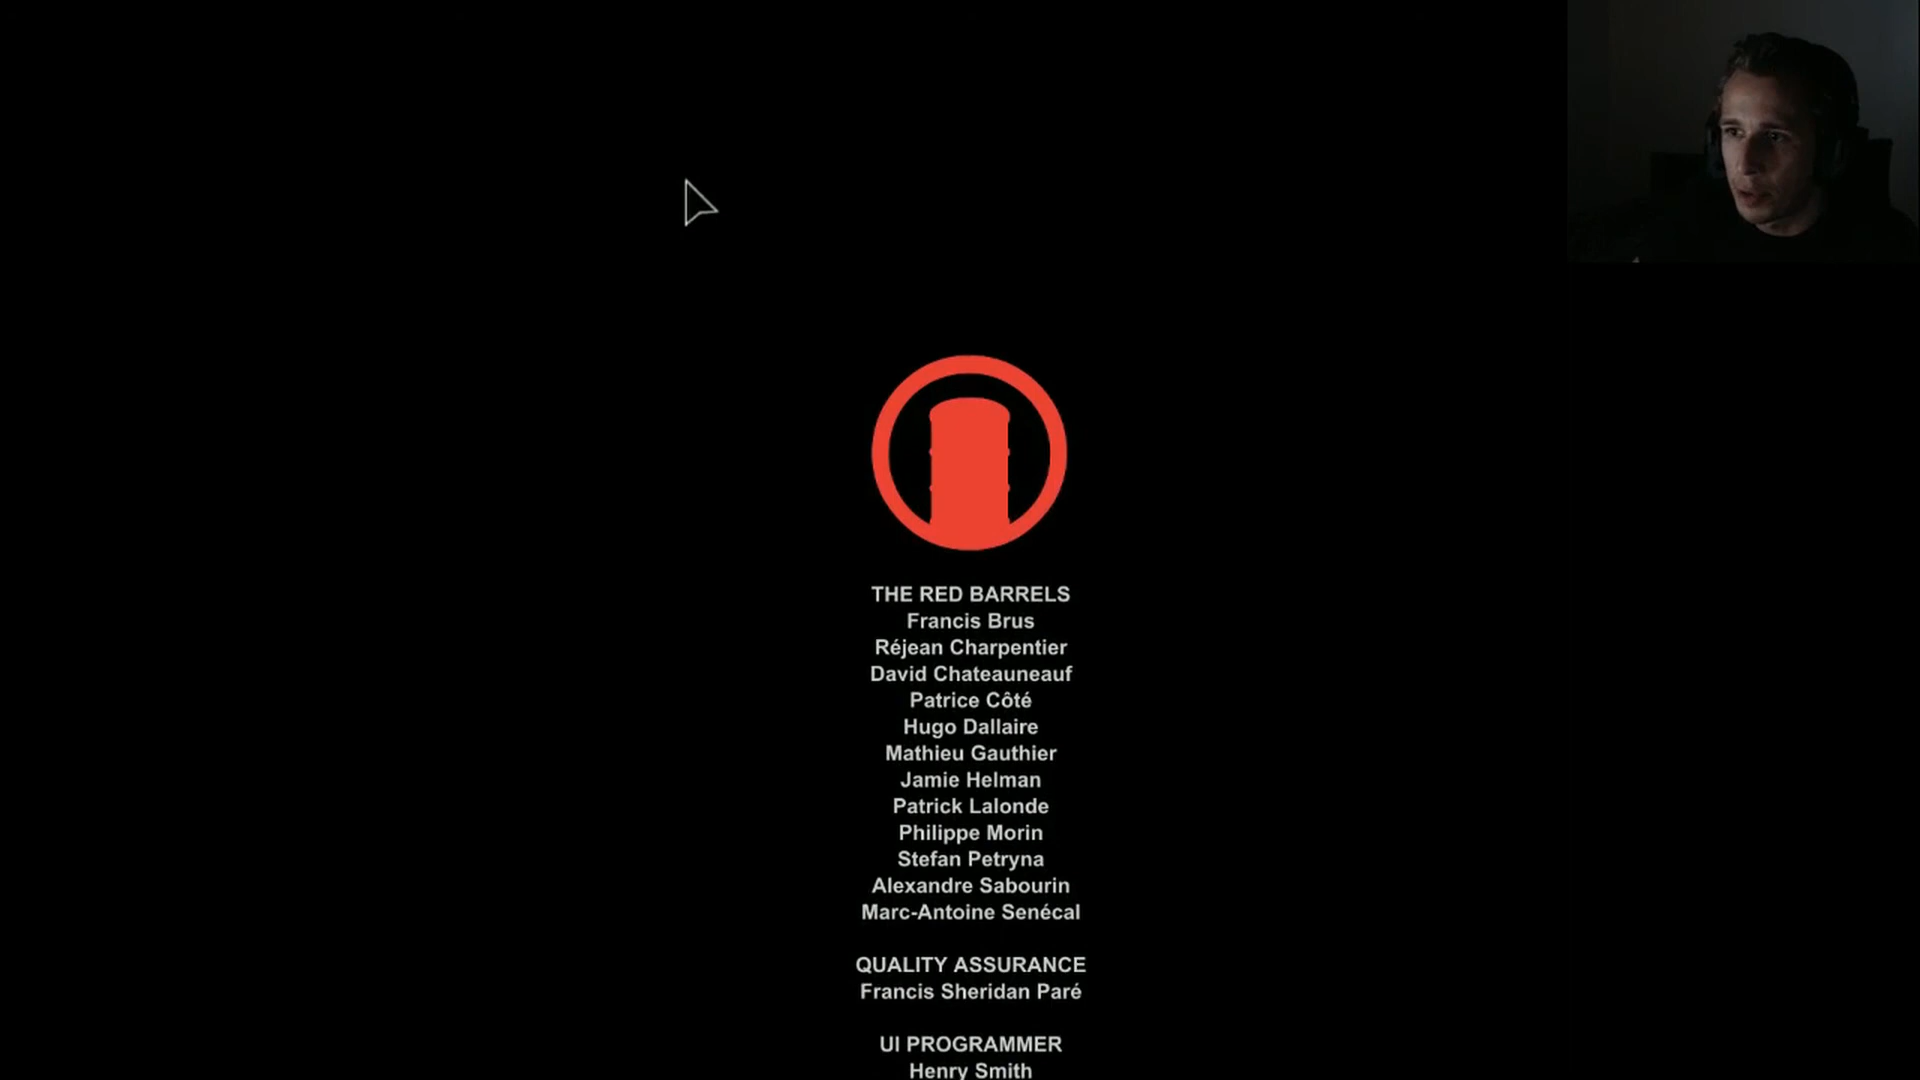 THE RED BARRELS
Francis Brus
Réjean Charpentier
David Chateauneuf
Patrice Côté
Hugo Dallaire
Mathieu Gauthier
Jamie Helman
Patrick Lalonde
Philippe Morin
Stefan Petryna
Alexandre Sabourin
Marc-Antoine Senécal
QUALITY ASSURANCE
Francis Sheridan Paré
UI PROGRAMMER
Henry Smith